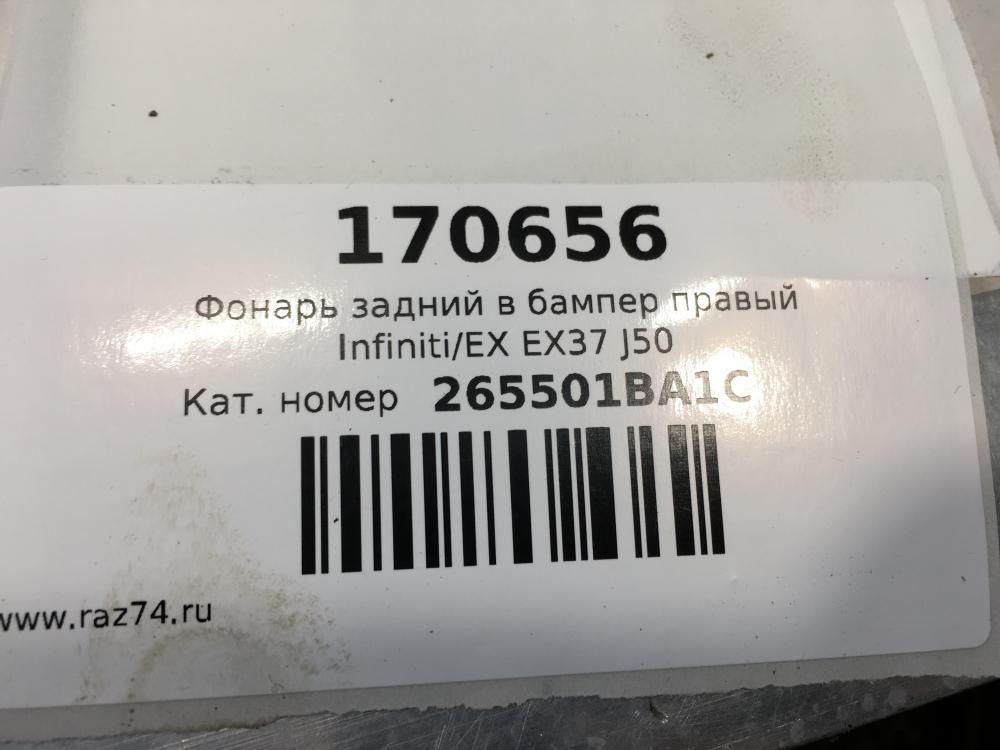 170656
Фонарь задний в бампер правый
Infiniti/EX EX37 J50
Кат. номер 265501BA1C
www.raz74.ru